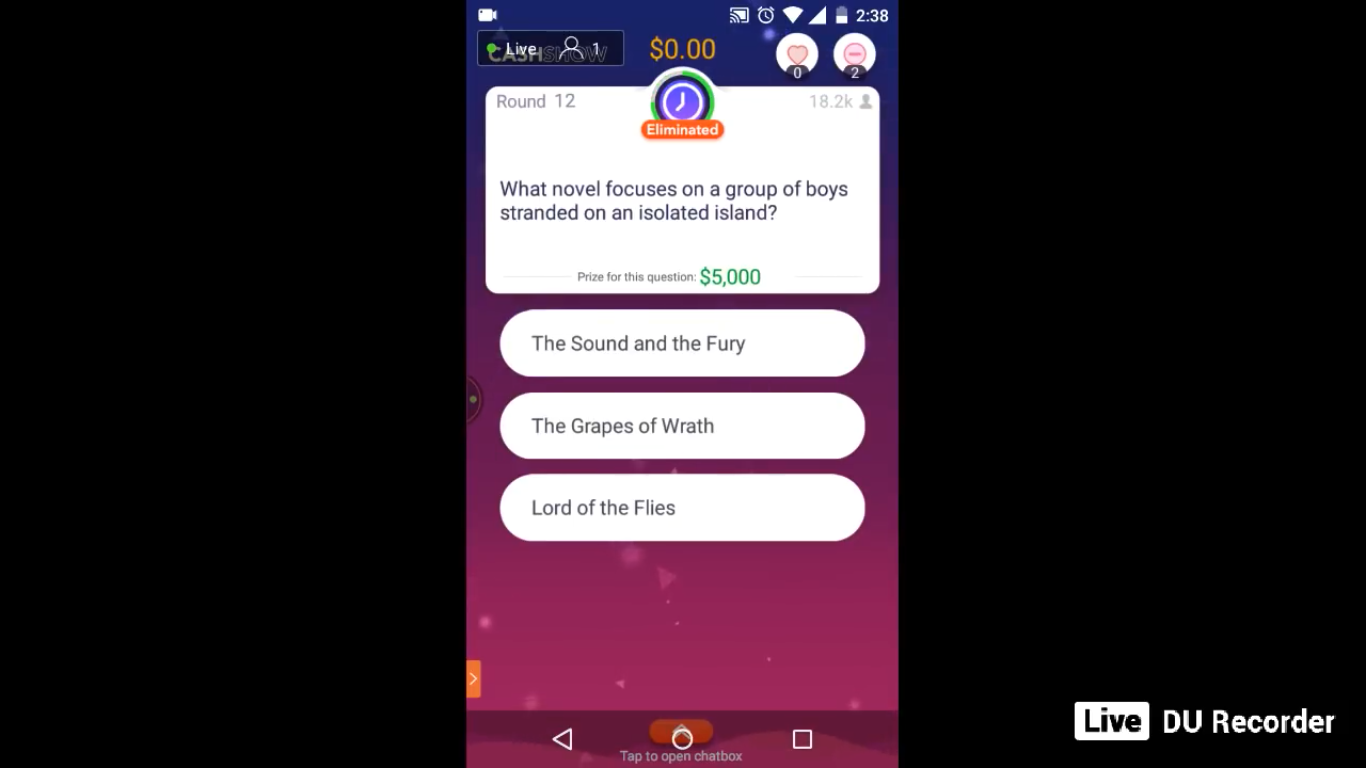 2:38
Live 1
CASHSHOW
$0.00
0
2
Round 12
18.2k
Eliminated
What novel focuses on a group of boys
stranded on an isolated island?
Prize for this question: $5,000
The Sound and the Fury
The Grapes of Wrath
Lord of the Flies
Tap to open chatbox
Live DU Recorder